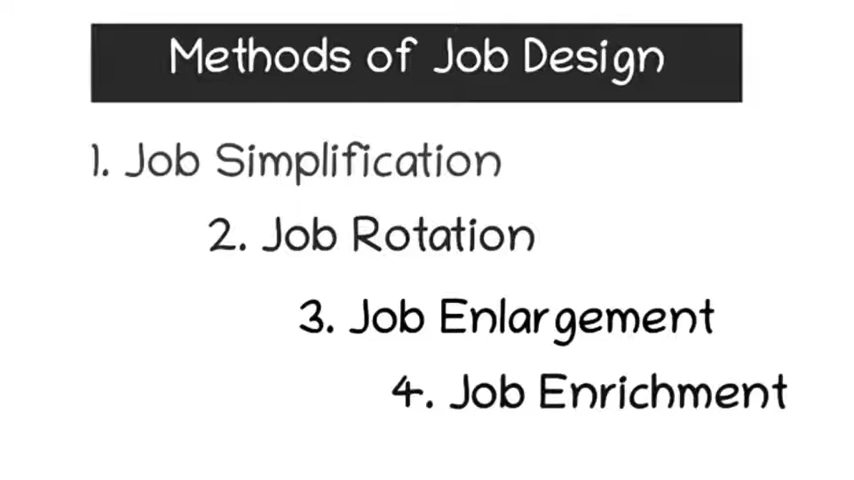 Methods of Job Design
1. Job Simplification
2. Job Rotation
3. Job Enlargement
4. Job Enrichment